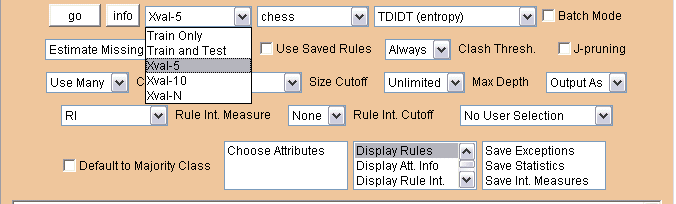 go info Xval-5 chess TDIDT (entropy) Batch Mode
Train Only
Train and Test
Xval-5
Xval-10
Xval-N
Estimate Missing Use Saved Rules Always Clash Thresh. J-pruning
Use Many C Size Cutoff Unlimited Max Depth Output As
RI Rule Int. Measure None Rule Int. Cutoff No User Selection
Default to Majority Class
Choose Attributes
Display Rules
Display Att. Info
Display Rule Int.
Save Exceptions
Save Statistics
Save Int. Measures